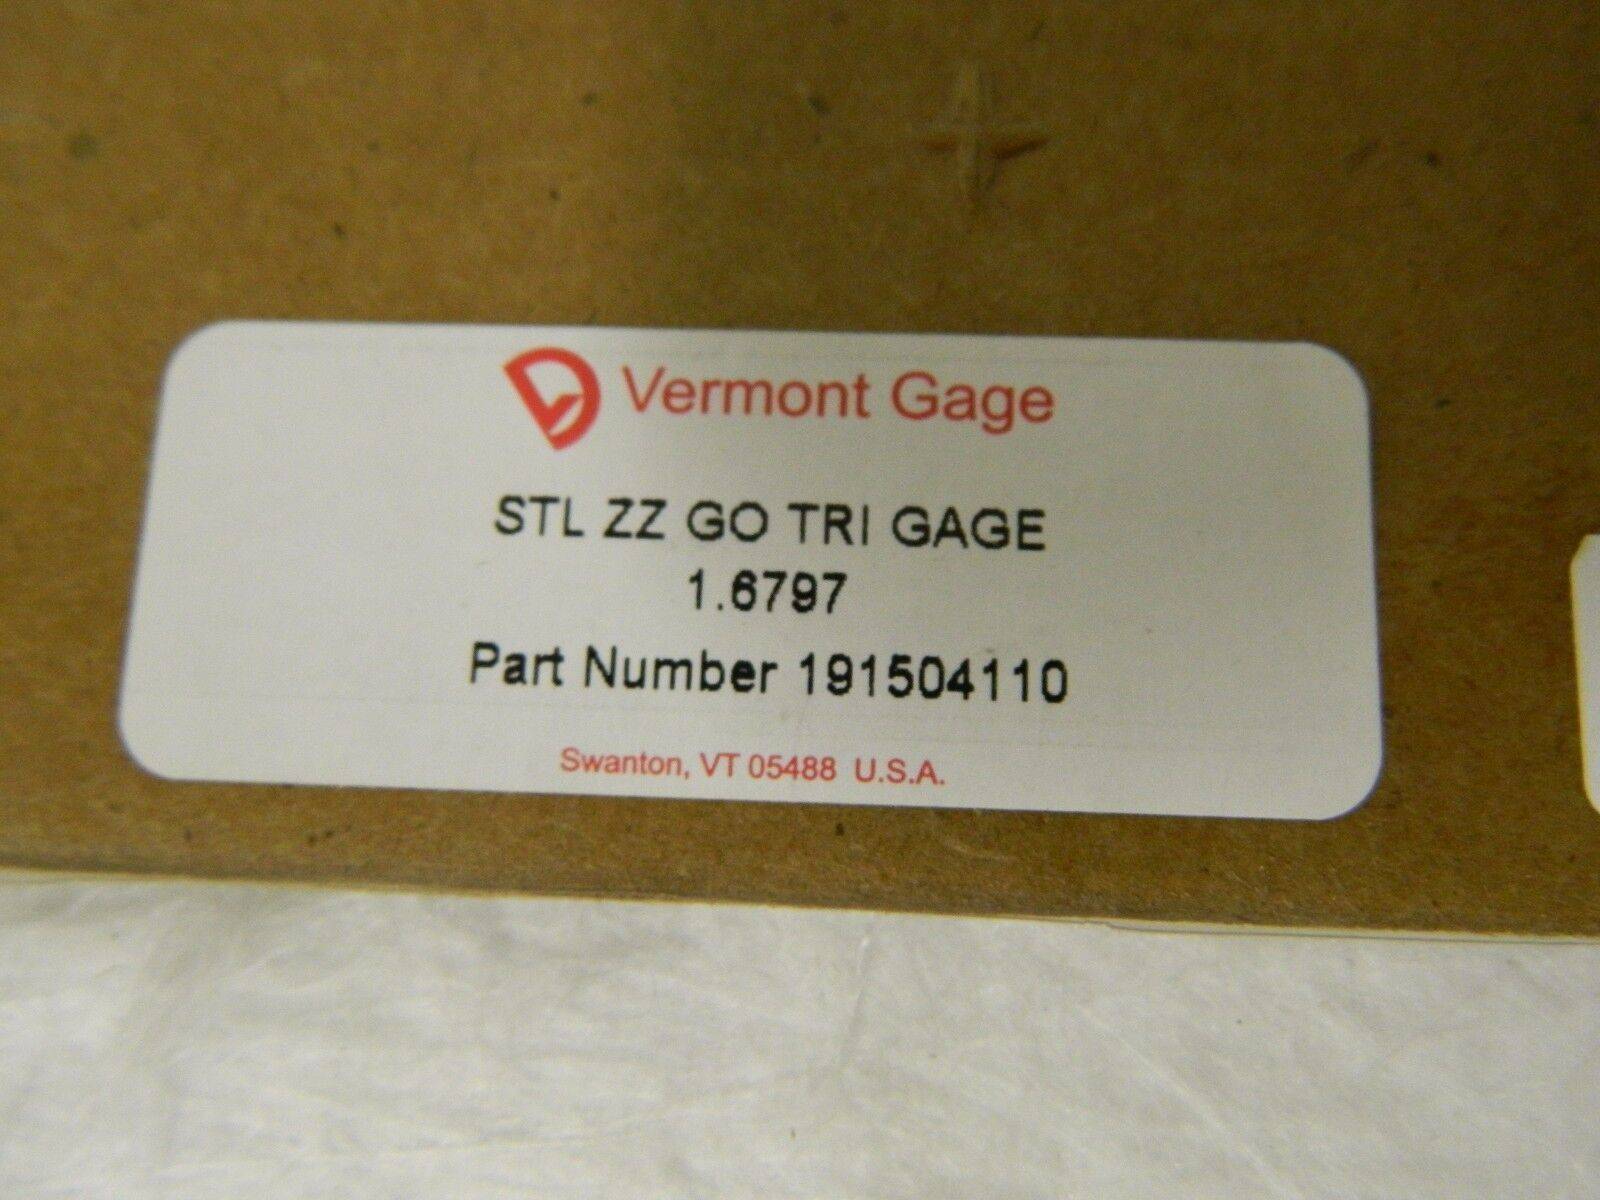 Vermont Gage
STL ZZ GO TRI GAGE
1.6797
Part Number 191504110
Swanton, VT 05488 U.S.A.